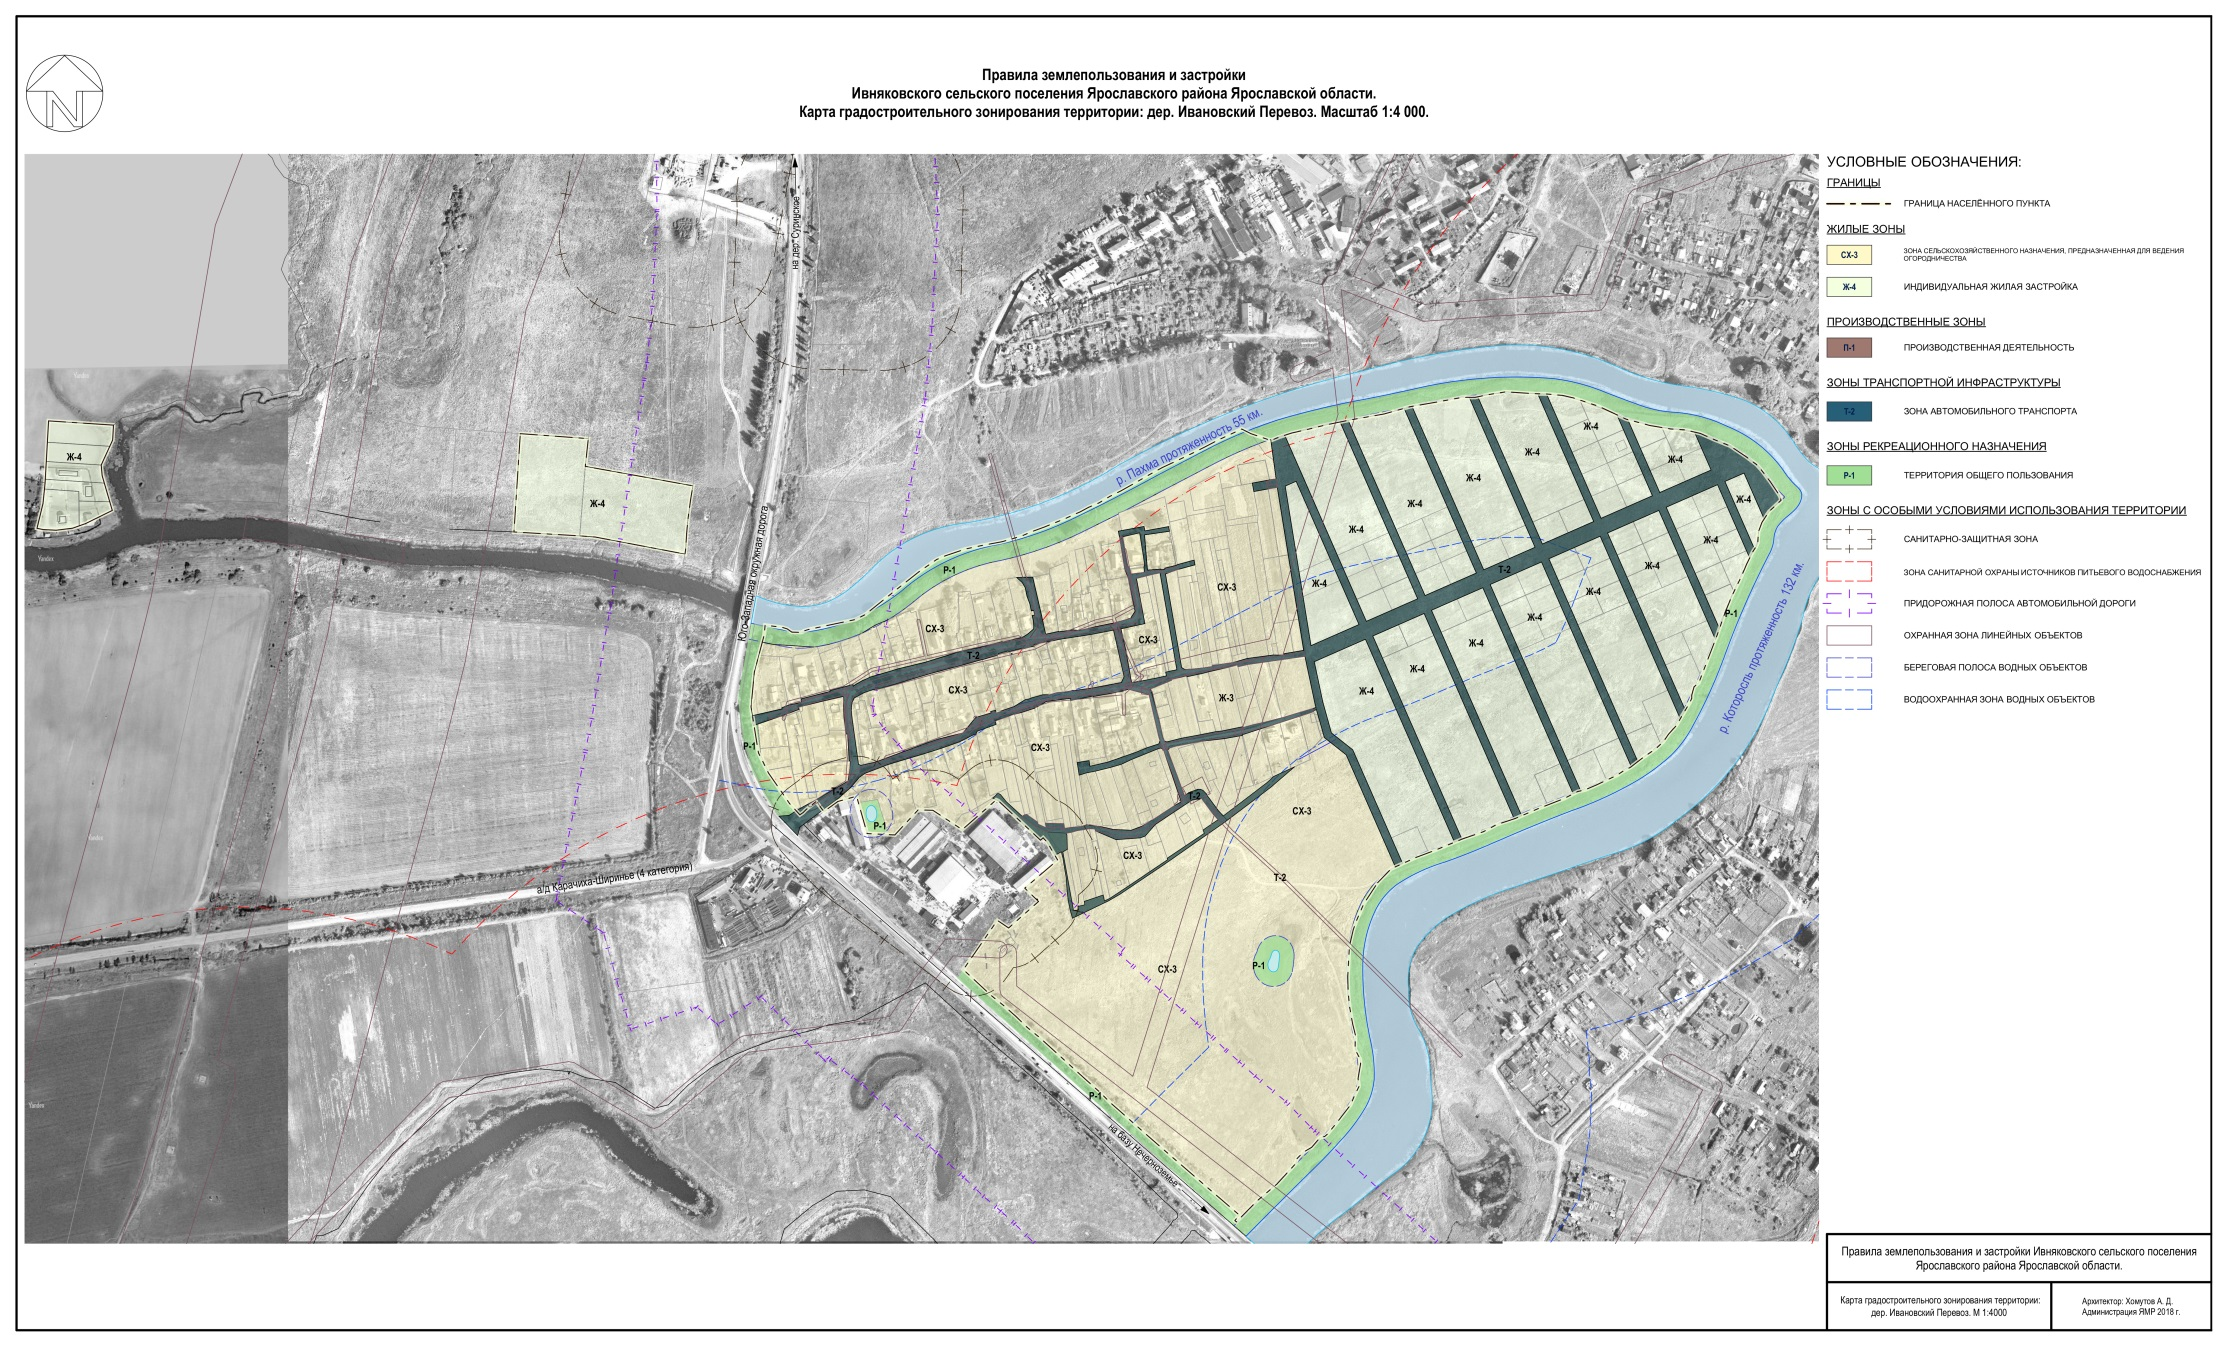 Правила землепользования и застройки
Ивняковского сельского поселения Ярославского района Ярославской области.
Карта градостроительного зонирования территории: дер. Ивановский Перевоз. Масштаб 1:4 000.
N
УСЛОВНЫЕ ОБОЗНАЧЕНИЯ:
ГРАНИЦЫ
ГРАНИЦА НАСЕЛЁННОГО ПУНКТА
ЖИЛЫЕ ЗОНЫ
СХ-3
ЗОНА СЕЛЬСКОХОЗЯЙСТВЕННОГО НАЗНАЧЕНИЯ, ПРЕДНАЗНАЧЕННАЯ ДЛЯ ВЕДЕНИЯ
ОГОРОДНИЧЕСТВА
Ж-4
ИНДИВИДУАЛЬНАЯ ЖИЛАЯ ЗАСТРОЙКА
ПРОИЗВОДСТВЕННЫЕ ЗОНЫ
П-1
ПРОИЗВОДСТВЕННАЯ ДЕЯТЕЛЬНОСТЬ
ЗОНЫ ТРАНСПОРТНОЙ ИНФРАСТРУКТУРЫ
Т-2
ЗОНА АВТОМОБИЛЬНОГО ТРАНСПОРТА
ЗОНЫ РЕКРЕАЦИОННОГО НАЗНАЧЕНИЯ
Р-1
ТЕРРИТОРИЯ ОБЩЕГО ПОЛЬЗОВАНИЯ
ЗОНЫ С ОСОБЫМИ УСЛОВИЯМИ ИСПОЛЬЗОВАНИЯ ТЕРРИТОРИИ
САНИТАРНО-ЗАЩИТНАЯ ЗОНА
ЗОНА САНИТАРНОЙ ОХРАНЫ ИСТОЧНИКОВ ПИТЬЕВОГО ВОДОСНАБЖЕНИЯ
ПРИДОРОЖНАЯ ПОЛОСА АВТОМОБИЛЬНОЙ ДОРОГИ
ОХРАННАЯ ЗОНА ЛИНЕЙНЫХ ОБЪЕКТОВ
БЕРЕГОВАЯ ПОЛОСА ВОДНЫХ ОБЪЕКТОВ
ВОДООХРАННАЯ ЗОНА ВОДНЫХ ОБЪЕКТОВ
на дер. Суринское
Yandex
р. Пахма протяженность 55 км.
Ж-4
Ж-4
Ж-4
Ж-4
Ж-4
Ж-4
Ж-4
Ж-4
Ж-4
Ж-4
Юго-Западная окружная дорога
Ж-4
Yandex
Р-1
Т-2
Ж-4
Ж-4
СХ-3
Ж-4
Р-1
Ж-4
СХ-3
СХ-3
Ж-4
Т-2
Ж-4
р. Которосль протяженность 132 км.
СХ-3
Ж-4
Ж-3
Р-1
СХ-3
Т-2
Т-2
СХ-3
Р-1
Yandex
СХ-3
а/д Карачиха-Ширинье (4 категория)
Т-2
Р-1
СХ-3
Р-1
на базу Нечерноземье
Yandex
Правила землепользования и застройки Ивняковского сельского поселения
Ярославского района Ярославской области.
Карта градостроительного зонирования территории:
дер. Ивановский Перевоз. М 1:4000
Архитектор: Хомутов А. Д.
Администрация ЯМР 2018 г.